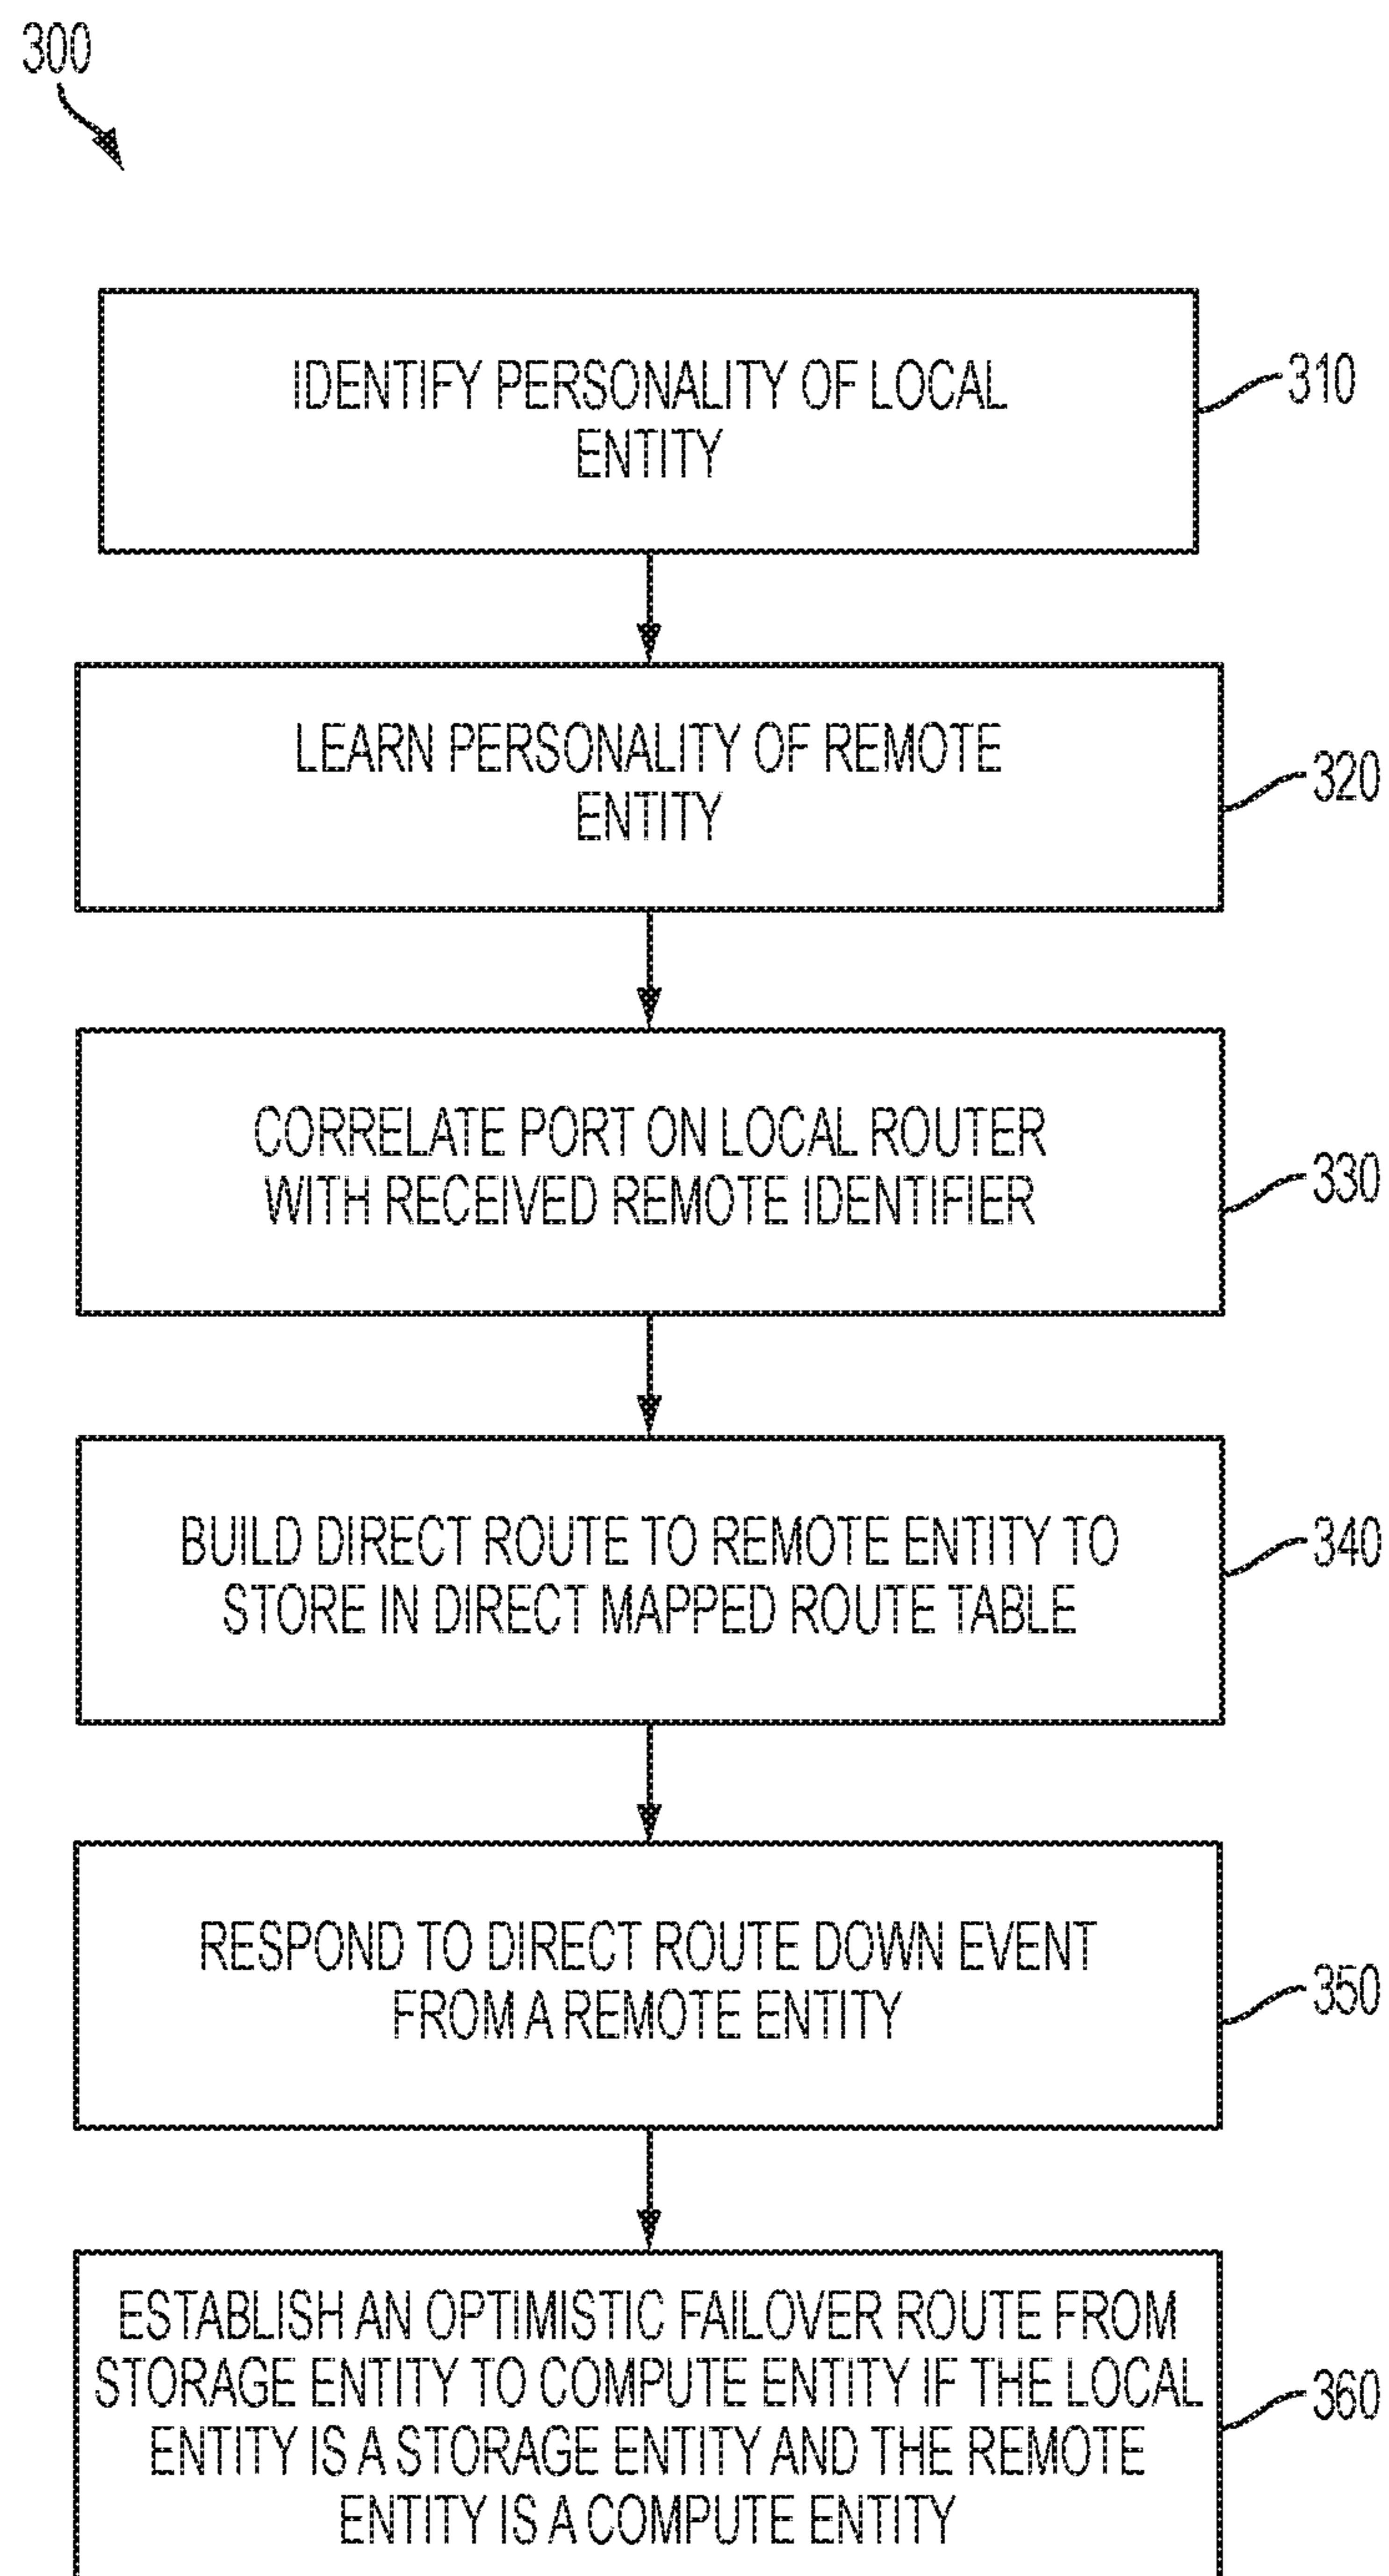 300
IDENTIFY PERSONALITY OF LOCAL
ENTITY
310
LEARN PERSONALITY OF REMOTE
ENTITY
320
CORRELATE PORT ON LOCAL ROUTER
WITH RECEIVED REMOTE IDENTIFIER
330
BUILD DIRECT ROUTE TO REMOTE ENTITY TO
STORE IN DIRECT MAPPED ROUTE TABLE
340
RESPOND TO DIRECT ROUTE DOWN EVENT
FROM A REMOTE ENTITY
350
ESTABLISH AN OPTIMISTIC FAILOVER ROUTE FROM
STORAGE ENTITY TO COMPUTE ENTITY IF THE LOCAL
ENTITY IS A STORAGE ENTITY AND THE REMOTE
ENTITY IS A COMPUTE ENTITY
360